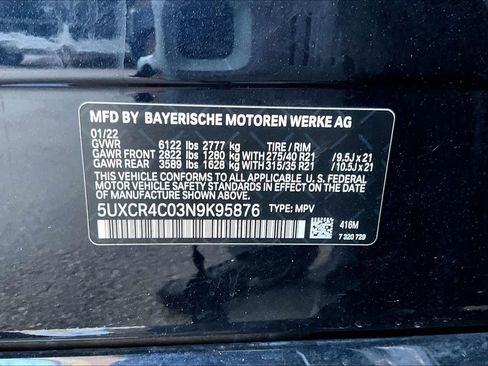 MFD BY BAYERISCHE MOTOREN WERKE AG
01/22
GVWR 6122 lbs 2777 kg TIRE / RIM
GAWR FRONT 2822 lbs 1280 kg WITH 275/40 R21 /9.5J x 21
GAWR REAR 3589 lbs 1628 kg WITH 315/35 R21 /10.5J x 21
THIS VEHICLE CONFORMS TO ALL APPLICABLE
U.S. FEDERAL MOTOR VEHICLE SAFETY AND THEFT
PREVENTION STANDARDS IN EFFECT ON THE DATE
OF MANUFACTURE SHOWN ABOVE.
5UXCR4C03N9K95876 TYPE: MPV
416M
7 320 729